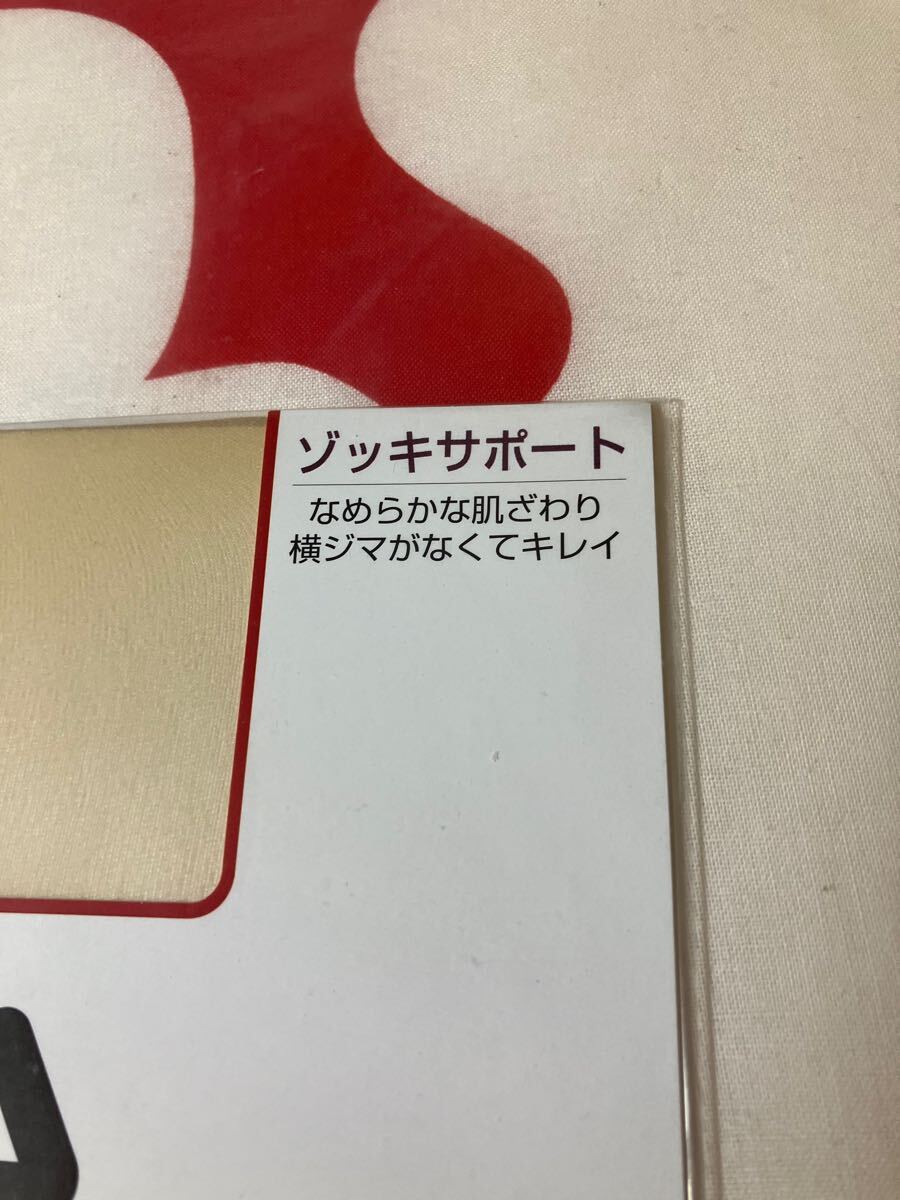 ゾッキサポート
なめらかな肌ざわり
横ジマがなくてキレイ